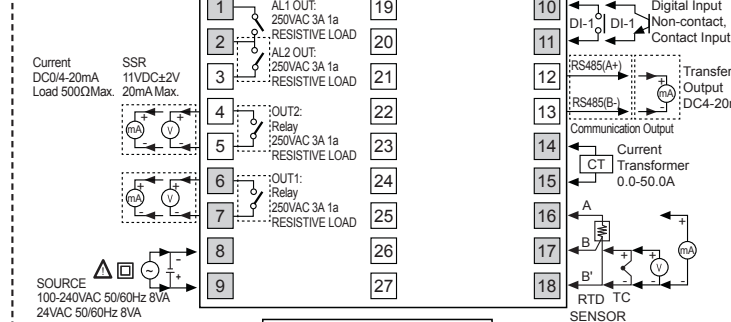 1
AL1 OUT:
250VAC 3A 1a
RESISTIVE LOAD
2
AL2 OUT:
250VAC 3A 1a
RESISTIVE LOAD
3
Current
DC0/4-20mA
Load 500ΩMax.
SSR
11VDC±2V
20mA Max.
mA
V
4
5
OUT2:
Relay
250VAC 3A 1a
RESISTIVE LOAD
mA
V
6
7
OUT1:
Relay
250VAC 3A 1a
RESISTIVE LOAD
8
9
SOURCE
100-240VAC 50/60Hz 8VA
24VAC 50/60Hz 8VA
19
20
21
22
23
24
25
26
27
10
11
DI-1
DI-1
Digital Input
Non-contact,
Contact Input
12
RS485(A+)
13
RS485(B-)
mA
Transfer
Output
Communication Output
14
15
CT
Current
Transformer
0.0-50.0A
16
A
17
B
18
B'
RTD
TC
V
mA
SENSOR